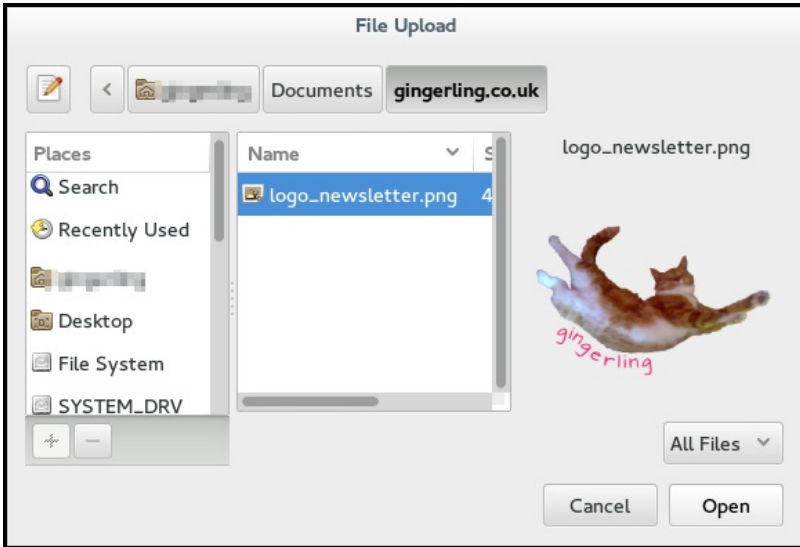 File Upload
Documents
gingerling.co.uk
Places
Search
Recently Used
Desktop
File System
SYSTEM_DRV
Name
S
logo_newsletter.png
4
logo_newsletter.png
gingerling
All Files
Cancel
Open